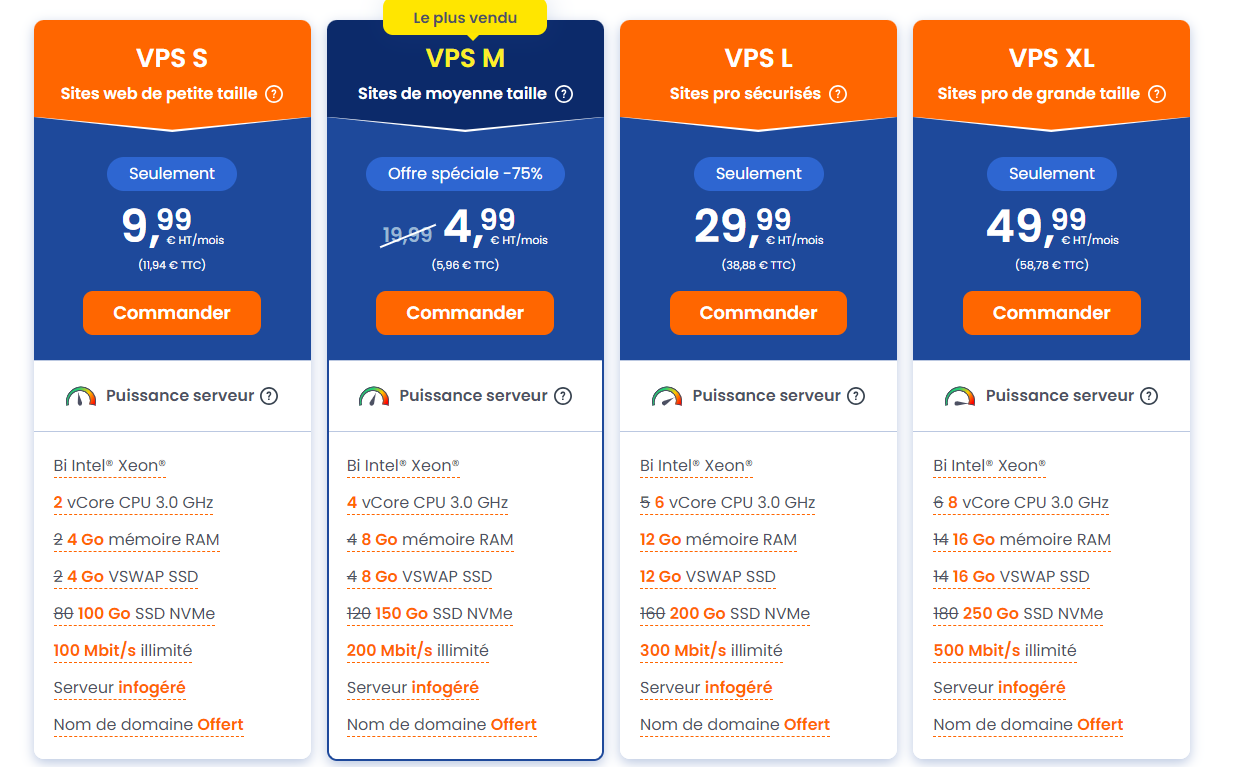 Le plus vendu
VPS S
Sites web de petite taille ?
Seulement
9,99
€ HT/mois
(11,94 € TTC)
Commander
Puissance serveur ?
Bi Intel® Xeon®
2 vCore CPU 3.0 GHz
2 4 Go mémoire RAM
2 4 Go VSWAP SSD
80 100 Go SSD NVMe
100 Mbit/s illimité
Serveur infogéré
Nom de domaine Offert
VPS M
Sites de moyenne taille ?
Offre spéciale -75%
19,99 4,99
€ HT/mois
(5,96 € TTC)
Commander
Puissance serveur ?
Bi Intel® Xeon®
4 vCore CPU 3.0 GHz
4 8 Go mémoire RAM
4 8 Go VSWAP SSD
120 150 Go SSD NVMe
200 Mbit/s illimité
Serveur infogéré
Nom de domaine Offert
VPS L
Sites pro sécurisés ?
Seulement
29,99
€ HT/mois
(38,88 € TTC)
Commander
Puissance serveur ?
Bi Intel® Xeon®
5 6 vCore CPU 3.0 GHz
12 Go mémoire RAM
12 Go VSWAP SSD
160 200 Go SSD NVMe
300 Mbit/s illimité
Serveur infogéré
Nom de domaine Offert
VPS XL
Sites pro de grande taille ?
Seulement
49,99
€ HT/mois
(58,78 € TTC)
Commander
Puissance serveur ?
Bi Intel® Xeon®
6 8 vCore CPU 3.0 GHz
14 16 Go mémoire RAM
14 16 Go VSWAP SSD
180 250 Go SSD NVMe
500 Mbit/s illimité
Serveur infogéré
Nom de domaine Offert